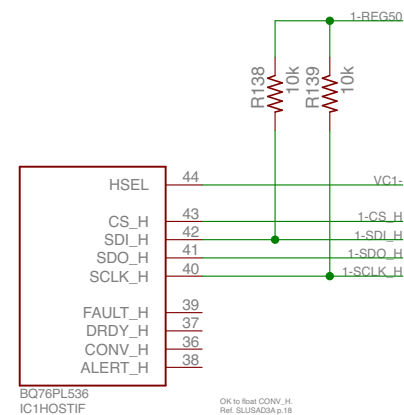 1-REG50
R138
10k
R139
10k
HSEL
44
VC1-
CS_H
43
1-CS_H
SDI_H
42
1-SDI_H
SDO_H
41
1-SDO_H
SCLK_H
40
1-SCLK_H
FAULT_H
39
DRDY_H
37
CONV_H
36
ALERT_H
38
BQ76PL536
IC1HOSTIF
OK to float CONV_H.
Ref. SLUSAD3A p.18